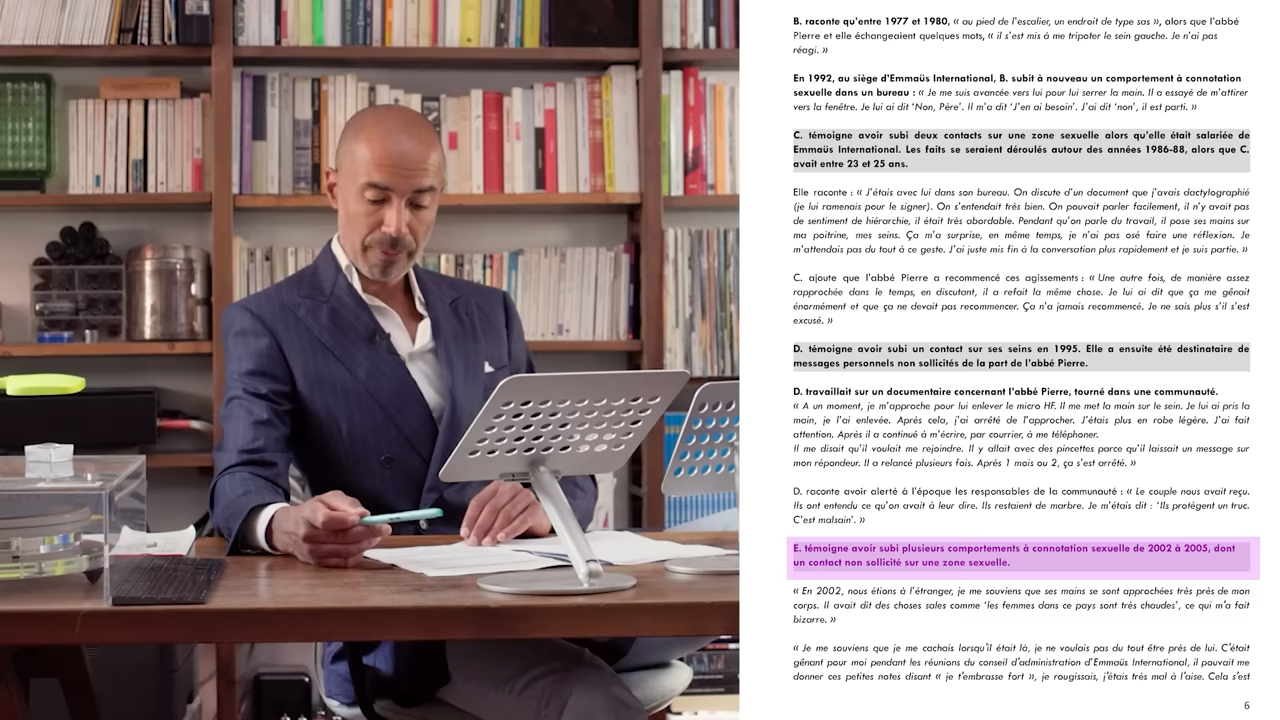 B. raconte qu'entre 1977 et 1980, « au pied de l'escalier, un endroit de type sas », alors que l'abbé
Pierre et elle échangeaient quelques mots, « il s'est mis à me tripoter le sein gauche. Je n'ai pas
réagi. »
En 1992, au siège d'Emmaüs International, B. subit à nouveau un comportement à connotation
sexuelle dans un bureau : « Je me suis avancée vers lui pour lui serrer la main. Il a essayé de m'attirer
vers la fenêtre. Je lui ai dit 'Non, Père'. Il m'a dit 'J'en ai besoin'. J'ai dit 'non', il est parti. »
C. témoigne avoir subi deux contacts sur une zone sexuelle alors qu'elle était salariée de
Emmaüs International. Les faits se seraient déroulés autour des années 1986-88, alors que C.
avait entre 23 et 25 ans.
Elle raconte : « J'étais avec lui dans son bureau. On discute d'un document que j'avais dactylographié
(je lui ramenais pour le signer). On s'entendait très bien. On pouvait parler facilement, il n'y avait pas
de sentiment de hiérarchie, il était très abordable. Pendant qu'on parle du travail, il pose ses mains sur
ma poitrine, mes seins. Ça m'a surprise, en même temps, je n'ai pas osé faire une réflexion. Je
m'attendais pas du tout à ce geste. J'ai juste mis fin à la conversation plus rapidement et je suis partie. »
C. ajoute que l'abbé Pierre a recommencé ces agissements : « Une autre fois, de manière assez
rapprochée dans le temps, en discutant, il a refait la même chose. Je lui ai dit que ça me gênait
énormément et que ça ne devait pas recommencer. Ça n'a jamais recommencé. Je ne sais plus s'il s'est
excusé. »
D. témoigne avoir subi un contact sur ses seins en 1995. Elle a ensuite été destinataire de
messages personnels non sollicités de la part de l'abbé Pierre.
D. travaillait sur un documentaire concernant l'abbé Pierre, tourné dans une communauté.
« A un moment, je m'approche pour lui enlever le micro HF. Il me met la main sur le sein. Je lui ai pris la
main, je l'ai enlevée. Après cela, j'ai arrêté de l'approcher. J'étais plus en robe légère. J'ai fait
attention. Après il a continué à m'écrire, par courrier, à me téléphoner.
Il me disait qu'il voulait me rejoindre. Il y allait avec des pincettes parce qu'il laissait un message sur
mon répondeur. Il a relancé plusieurs fois. Après 1 mois ou 2, ça s'est arrêté. »
D. raconte avoir alerté à l'époque les responsables de la communauté : « Le couple nous avait reçu.
Ils ont entendu ce qu'on avait à leur dire. Ils restaient de marbre. Je m'étais dit : 'Ils protègent un truc.
C'est malsain'. »
E. témoigne avoir subi plusieurs comportements à connotation sexuelle de 2002 à 2005, dont
un contact non sollicité sur une zone sexuelle.
« En 2002, nous étions à l'étranger, je me souviens que ses mains se sont approchées très près de mon
corps. Il avait dit des choses sales comme 'les femmes dans ce pays sont très chaudes', ce qui m'a fait
bizarre. »
« Je me souviens que je me cachais lorsqu'il était là, je ne voulais pas du tout être près de lui. C'était
gênant pour moi pendant les réunions du conseil d'administration d'Emmaüs International, il pouvait me
donner ces petites notes disant « je t'embrasse fort », je rougissais, j'étais très mal à l'aise. Cela s'est
6